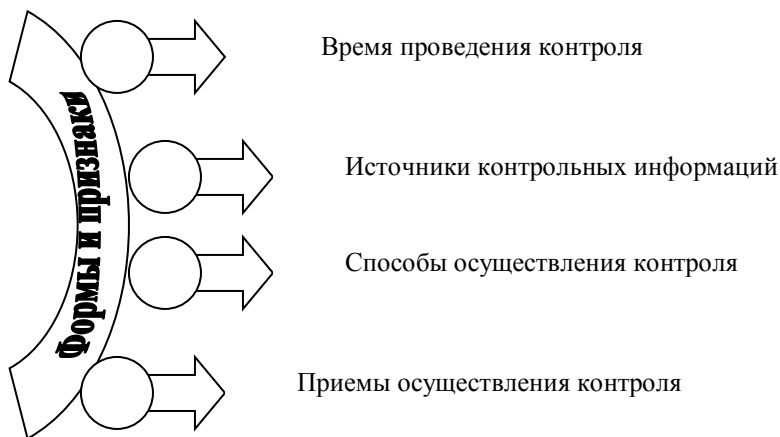 Формы и признаки
Время проведения контроля
Источники контрольных информаций
Способы осуществления контроля
Приемы осуществления контроля